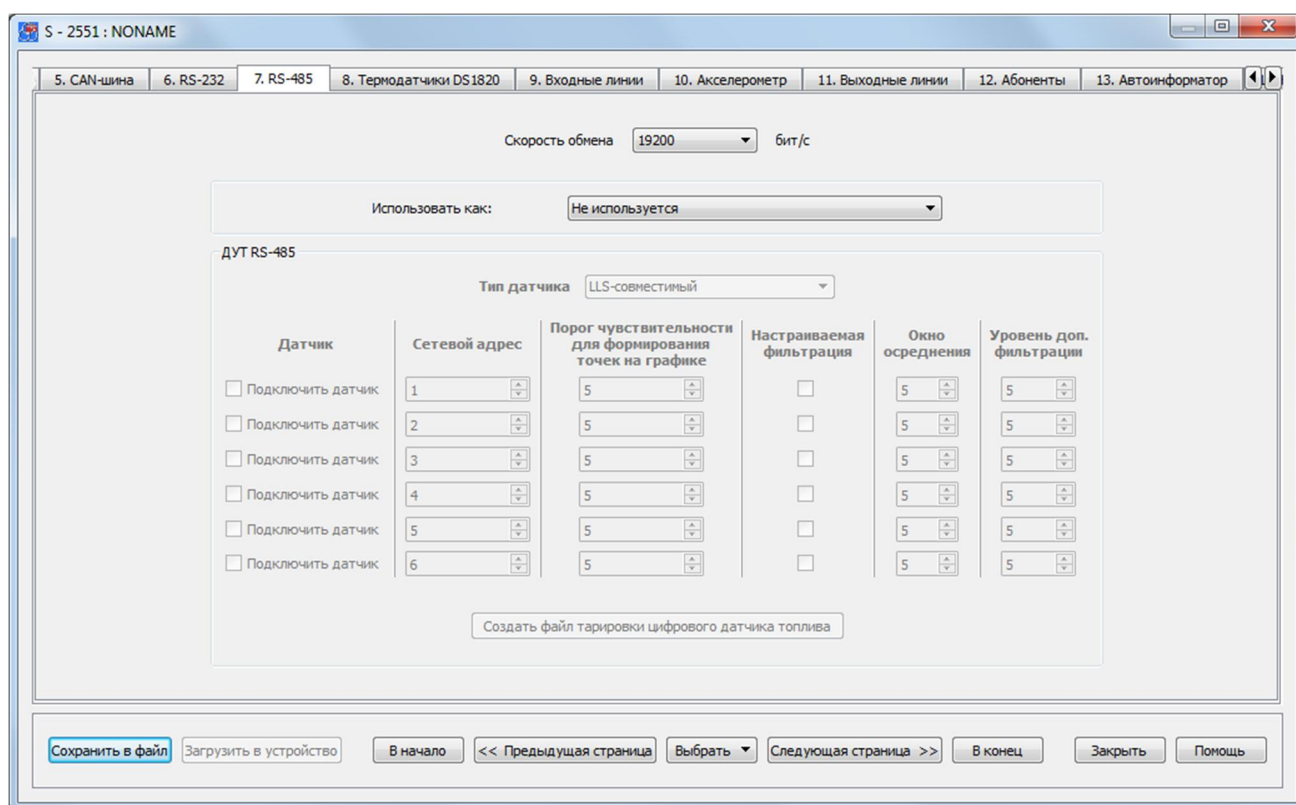 S - 2551 : NONAME
5. CAN-шина 6. RS-232 7. RS-485 8. Термодатчики DS1820 9. Входные линии 10. Акселерометр 11. Выходные линии 12. Абоненты 13. Автоинформатор
Скорость обмена 19200 бит/с
Использовать как: Не используется
ДУТ RS-485
Тип датчика LLS-совместимый
Датчик Сетевой адрес Порог чувствительности для формирования точек на графике Настраиваемая фильтрация Окно осреднения Уровень доп. фильтрации
Подключить датчик 1 5 5 5
Подключить датчик 2 5 5 5
Подключить датчик 3 5 5 5
Подключить датчик 4 5 5 5
Подключить датчик 5 5 5 5
Подключить датчик 6 5 5 5
Создать файл тарировки цифрового датчика топлива
Сохранить в файл Загрузить в устройство В начало << Предыдущая страница Выбрать Следующая страница >> В конец Закрыть Помощь